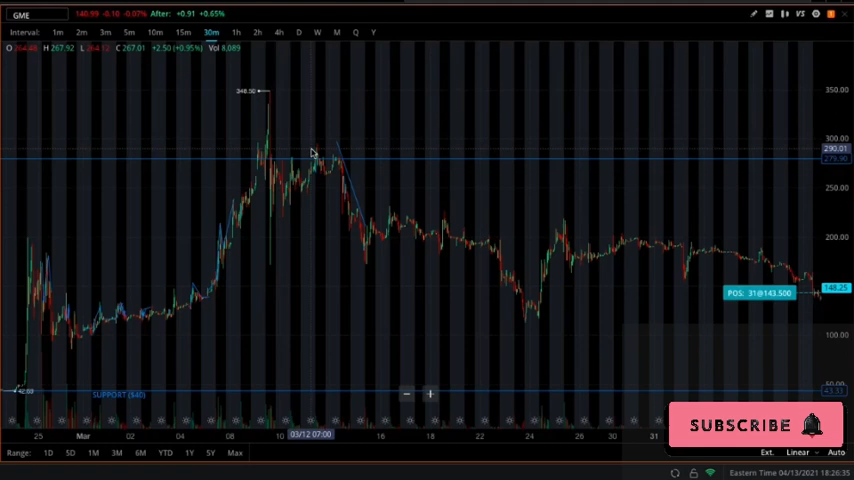 GME 140.99 -0.10 -0.07% After: +0.91 +0.65% VS
Interval: 1m 2m 3m 5m 10m 15m 30m 1h 2h 4h D W M Q Y
O 264.48 H 267.92 L 264.12 C 267.01 +2.50 (+0.95%) Vol 8,089
348.50
350.00
300.00
290.01
279.90
250.00
200.00
148.25
POS: 31@143.500
100.00
50.00
43.33
SUPPORT ($40)
SUBSCRIBE
25 Mar 02 04 08 10 03/12 07:00 16 18 22 24 26 30 31
Range: 1D 5D 1M 3M 6M YTD 1Y 5Y Max Ext. Linear Auto
Eastern Time 04/13/2021 18:26:35